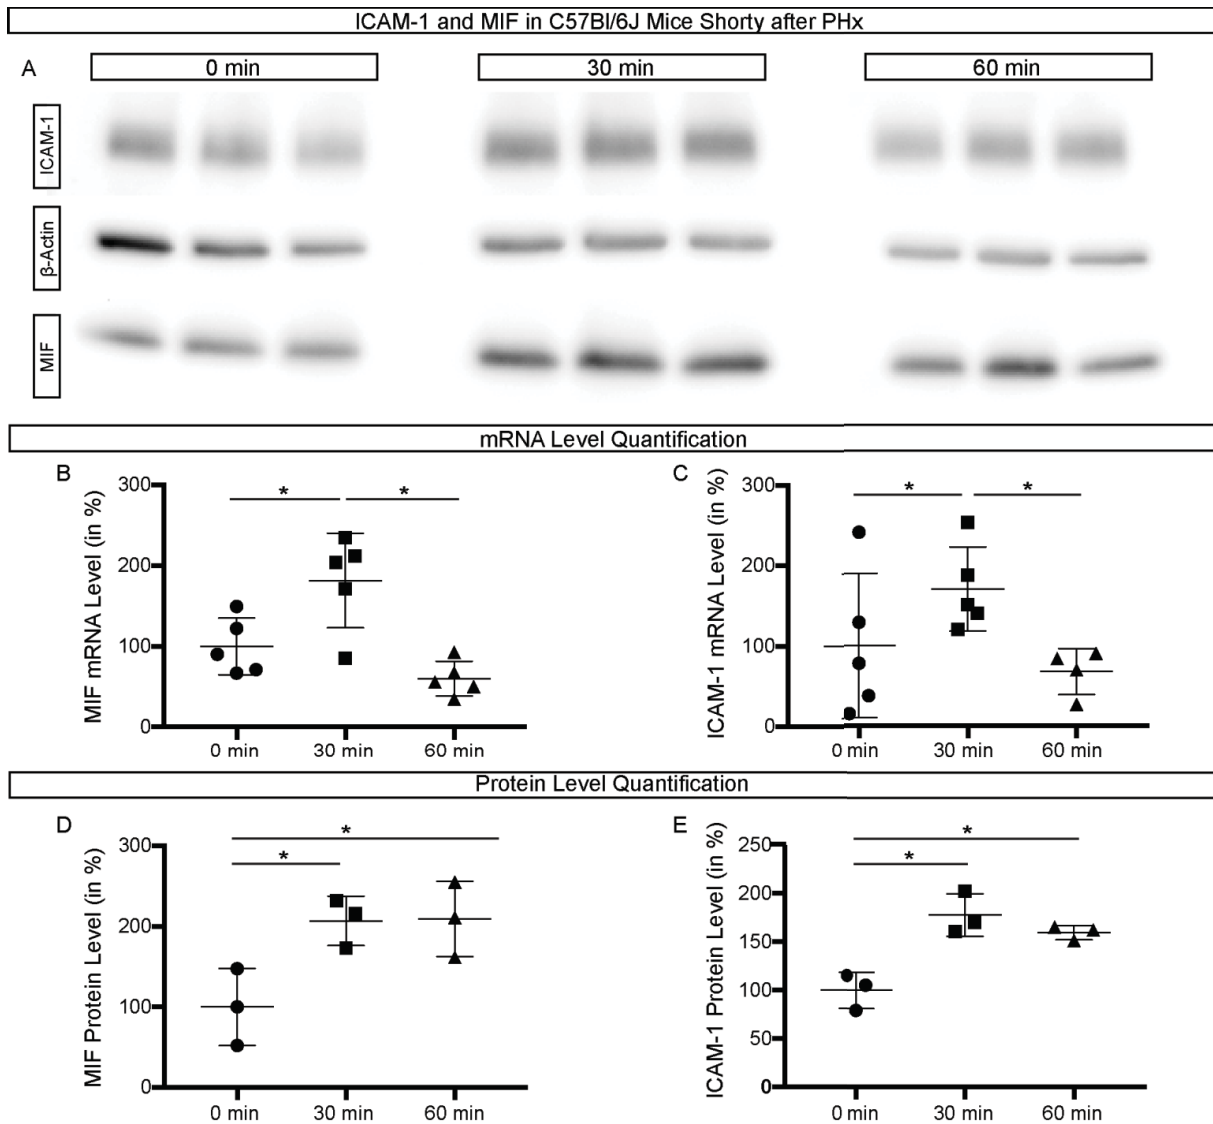 ICAM-1 and MIF in C57Bl/6J Mice Shorty after PHx
A
0 min
30 min
60 min
ICAM-1
β-Actin
MIF
mRNA Level Quantification
B
MIF mRNA Level (in %)
300
200
100
0
*
*
0 min
30 min
60 min
C
ICAM-1 mRNA Level (in %)
300
200
100
0
*
*
0 min
30 min
60 min
Protein Level Quantification
D
MIF Protein Level (in %)
300
200
100
0
*
*
0 min
30 min
60 min
E
ICAM-1 Protein Level (in %)
250
200
150
100
50
0
*
*
0 min
30 min
60 min